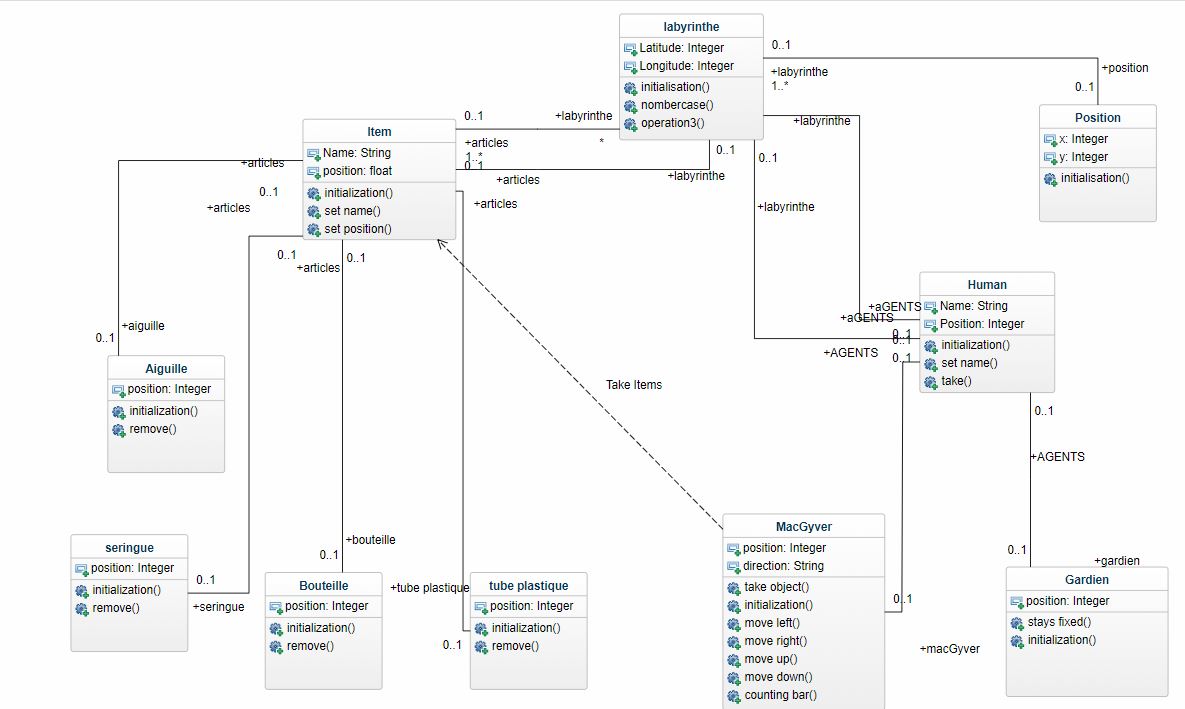 labyrinthe
Latitude: Integer
Longitude: Integer
initialisation()
nombercase()
operation3()
0..1
+labyrinthe
1..*
+labyrinthe
+position
0..1
Position
x: Integer
y: Integer
initialisation()
Item
Name: String
position: float
initialization()
set name()
set position()
0..1
+labyrinthe
+articles
*
1..*
0..1
+articles
+labyrinthe
0..1
0..1
+labyrinthe
+articles
+articles
0..1
+articles
0..1
+articles
0..1
+aiguille
0..1
Aiguille
position: Integer
initialization()
remove()
Human
Name: String
Position: Integer
initialization()
set name()
take()
+aGENTS
+aGENTS
0..1
0..1
+AGENTS
0..1
Take Items
0..1
+AGENTS
0..1
+gardien
Gardien
position: Integer
stays fixed()
initialization()
seringue
position: Integer
initialization()
remove()
0..1
+seringue
+bouteille
0..1
Bouteille
position: Integer
initialization()
remove()
+tube plastique
0..1
tube plastique
position: Integer
initialization()
remove()
MacGyver
position: Integer
direction: String
take object()
initialization()
move left()
move right()
move up()
move down()
counting bar()
0..1
+macGyver